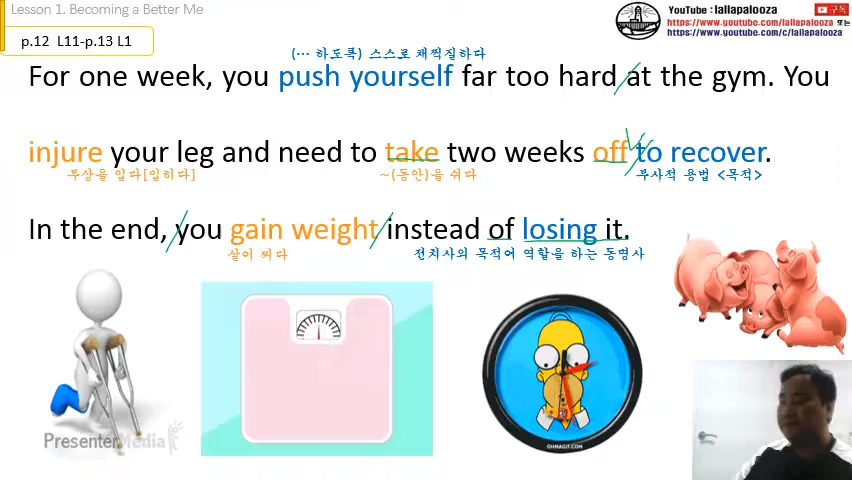 Lesson 1. Becoming a Better Me
YouTube : lallapalooza 구독
https://www.youtube.com/lallapalooza 또는
https://www.youtube.com/c/lallapalooza
p.12 L11-p.13 L1
(… 하도록) 스스로 채찍질하다
For one week, you push yourself far too hard at the gym. You
injure your leg and need to take two weeks off to recover.
부상을 입다[입히다] ~(동안)을 쉬다 부사적 용법 <목적>
In the end, you gain weight instead of losing it.
살이 찌다 전치사의 목적어 역할을 하는 동명사
PresenterMedia
OHMAGIF.COM